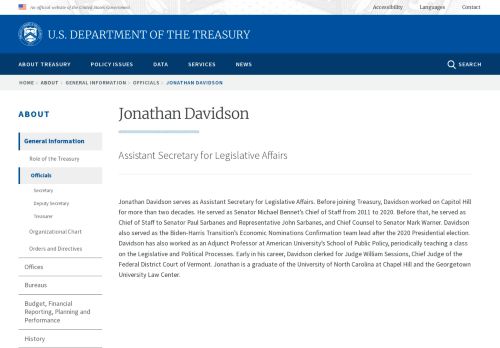 An official website of the United States Government
Accessibility Languages Contact
U.S. DEPARTMENT OF THE TREASURY
ABOUT TREASURY POLICY ISSUES DATA SERVICES NEWS SEARCH
HOME › ABOUT › GENERAL INFORMATION › OFFICIALS › JONATHAN DAVIDSON
ABOUT
General Information
Role of the Treasury
Officials
Secretary
Deputy Secretary
Treasurer
Organizational Chart
Orders and Directives
Offices
Bureaus
Budget, Financial
Reporting, Planning and
Performance
History
Jonathan Davidson
Assistant Secretary for Legislative Affairs
Jonathan Davidson serves as Assistant Secretary for Legislative Affairs. Before joining Treasury, Davidson worked on Capitol Hill
for more than two decades. He served as Senator Michael Bennet's Chief of Staff from 2011 to 2020. Before that, he served as
Chief of Staff to Senator Paul Sarbanes and Representative John Sarbanes, and Chief Counsel to Senator Mark Warner. Davidson
also served as the Biden-Harris Transition's Economic Nominations Confirmation team lead after the 2020 Presidential election.
Davidson has also worked as an Adjunct Professor at American University's School of Public Policy, periodically teaching a class
on the Legislative and Political Processes. Early in his career, Davidson clerked for Judge William Sessions, Chief Judge of the
Federal District Court of Vermont. Jonathan is a graduate of the University of North Carolina at Chapel Hill and the Georgetown
University Law Center.